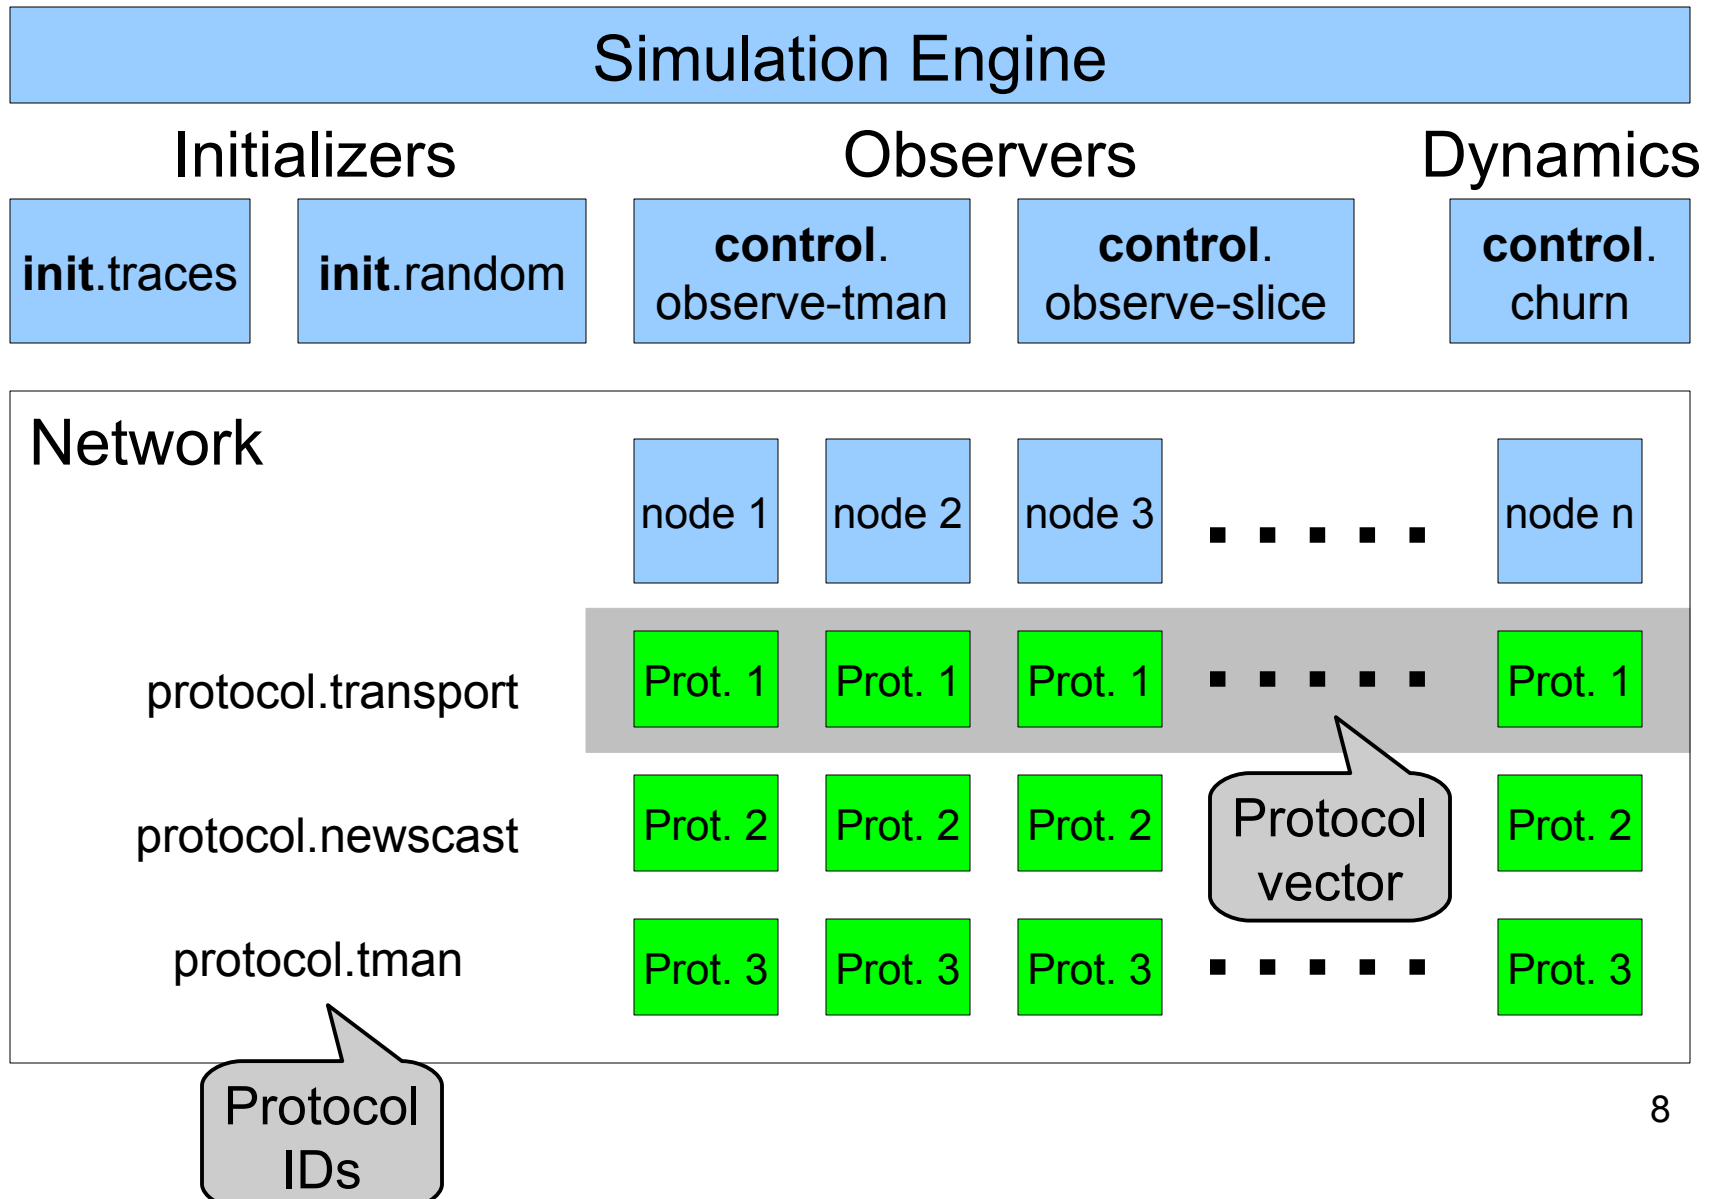 Simulation Engine
Initializers
Observers
Dynamics
init.traces
init.random
control.
observe-tman
control.
observe-slice
control.
churn
Network
node 1
node 2
node 3
node n
protocol.transport
Prot. 1
Prot. 1
Prot. 1
Prot. 1
protocol.newscast
Prot. 2
Prot. 2
Prot. 2
Protocol
vector
Prot. 2
protocol.tman
Prot. 3
Prot. 3
Prot. 3
Prot. 3
Protocol
IDs
8